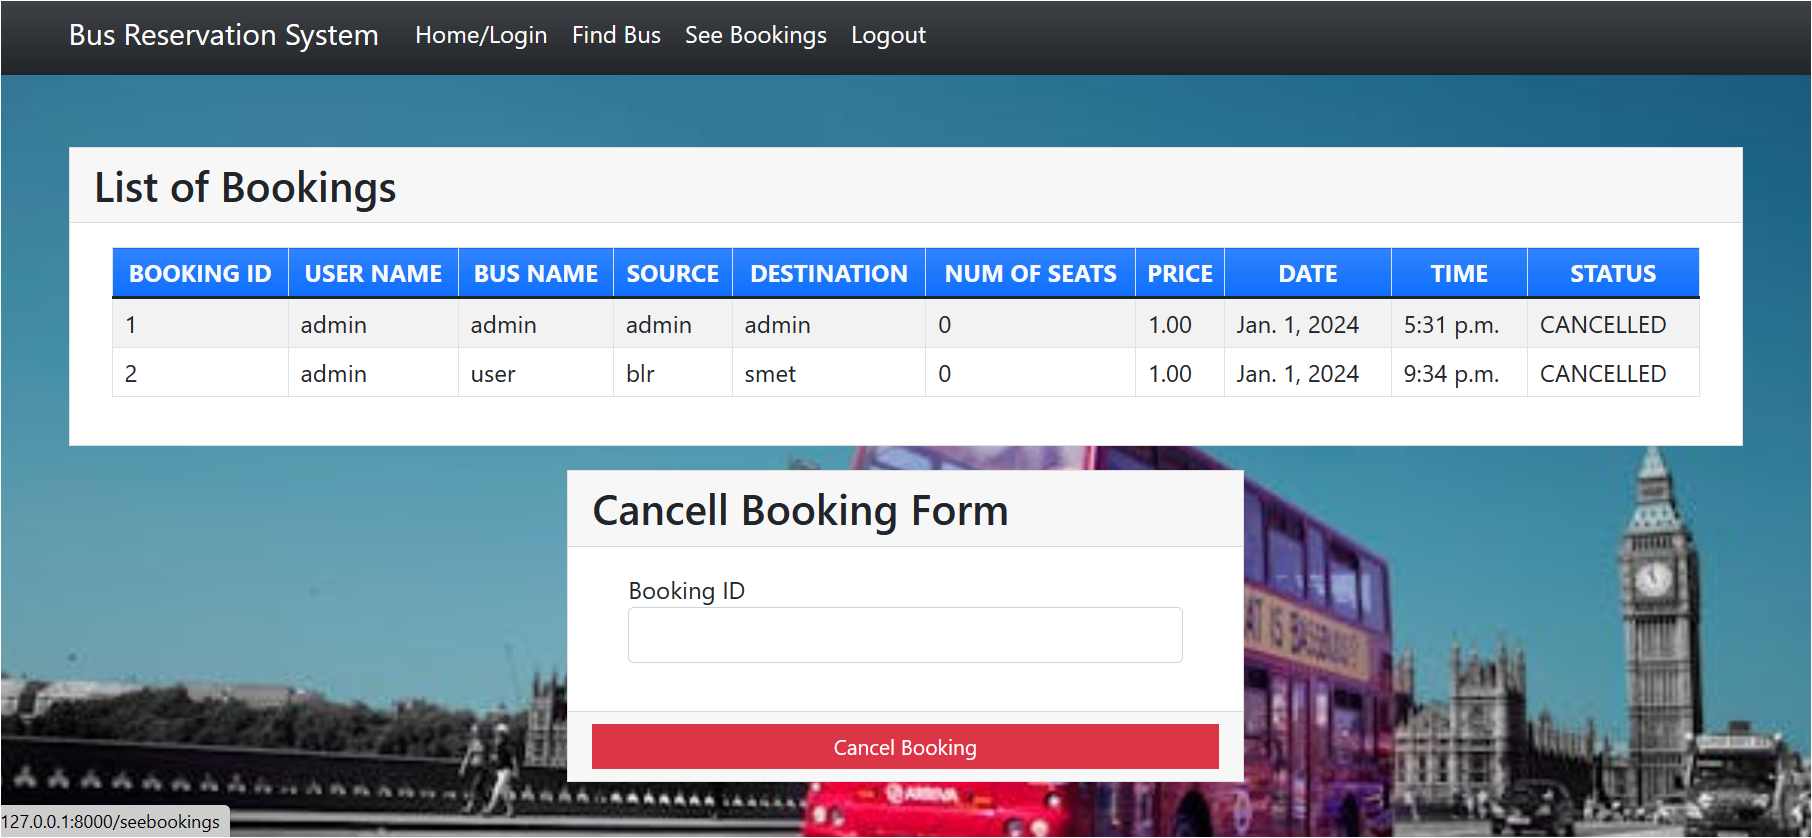 Bus Reservation System Home/Login Find Bus See Bookings Logout
List of Bookings
BOOKING ID USER NAME BUS NAME SOURCE DESTINATION NUM OF SEATS PRICE DATE TIME STATUS
1 admin admin admin admin 0 1.00 Jan. 1, 2024 5:31 p.m. CANCELLED
2 admin user blr smet 0 1.00 Jan. 1, 2024 9:34 p.m. CANCELLED
Cancell Booking Form
Booking ID
AT IS
Cancel Booking
ARRIVA
127.0.0.1:8000/seebookings